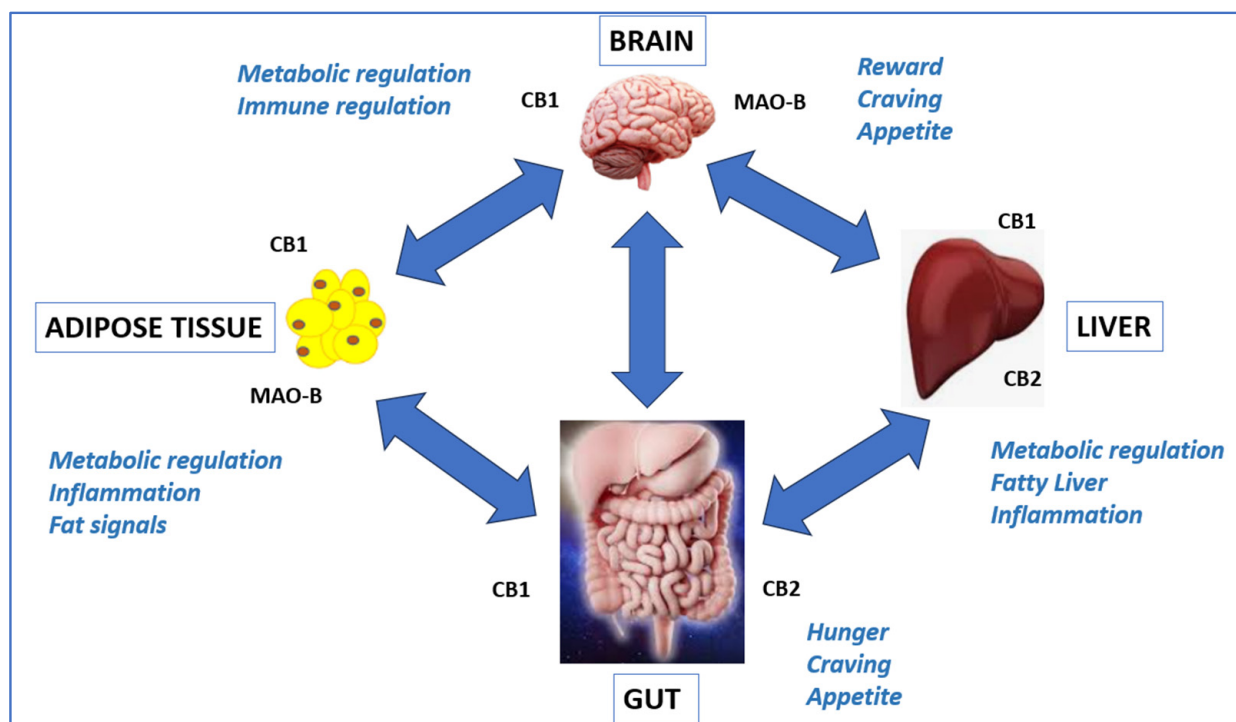 BRAIN
Metabolic regulation
Immune regulation
CB1
MAO-B
Reward
Craving
Appetite
CB1
ADIPOSE TISSUE
MAO-B
Metabolic regulation
Inflammation
Fat signals
CB1
LIVER
CB2
Metabolic regulation
Fatty Liver
Inflammation
CB1
CB2
Hunger
Craving
Appetite
GUT